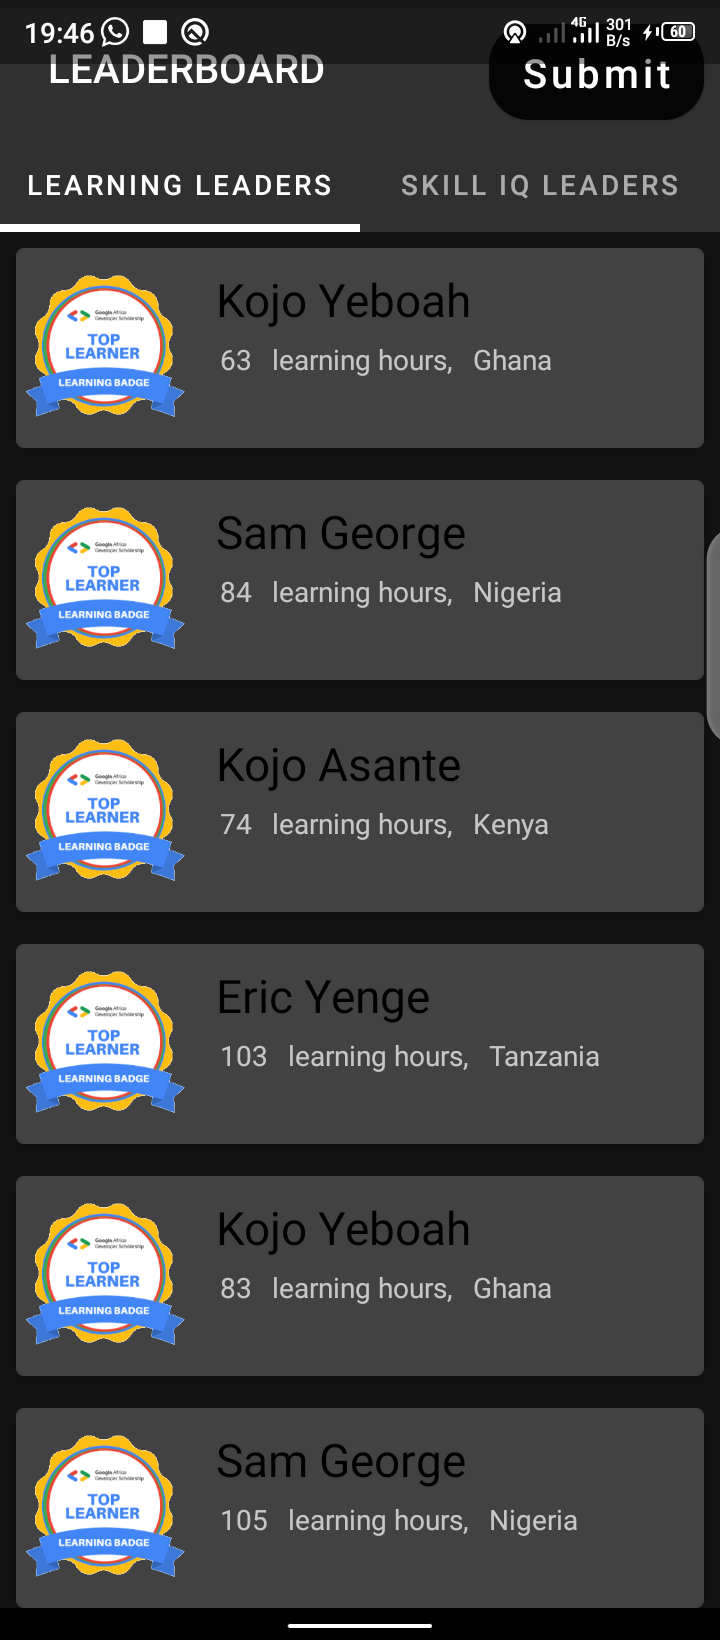 19:46 4G 301 B/s 60
LEADERBOARD
Submit
LEARNING LEADERS SKILL IQ LEADERS
Google Africa
Developer Scholarship
TOP
LEARNER
LEARNING BADGE
Kojo Yeboah
63 learning hours, Ghana
Google Africa
Developer Scholarship
TOP
LEARNER
LEARNING BADGE
Sam George
84 learning hours, Nigeria
Google Africa
Developer Scholarship
TOP
LEARNER
LEARNING BADGE
Kojo Asante
74 learning hours, Kenya
Google Africa
Developer Scholarship
TOP
LEARNER
LEARNING BADGE
Eric Yenge
103 learning hours, Tanzania
Google Africa
Developer Scholarship
TOP
LEARNER
LEARNING BADGE
Kojo Yeboah
83 learning hours, Ghana
Google Africa
Developer Scholarship
TOP
LEARNER
LEARNING BADGE
Sam George
105 learning hours, Nigeria